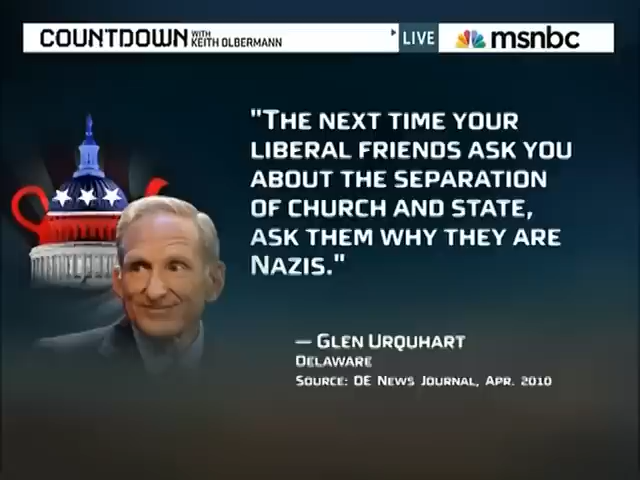 COUNTDOWN WITH KEITH OLBERMANN LIVE msnbc
"THE NEXT TIME YOUR
LIBERAL FRIENDS ASK YOU
ABOUT THE SEPARATION
OF CHURCH AND STATE,
ASK THEM WHY THEY ARE
NAZIS."
— GLEN URQUHART
DELAWARE
SOURCE: DE NEWS JOURNAL, APR. 2010